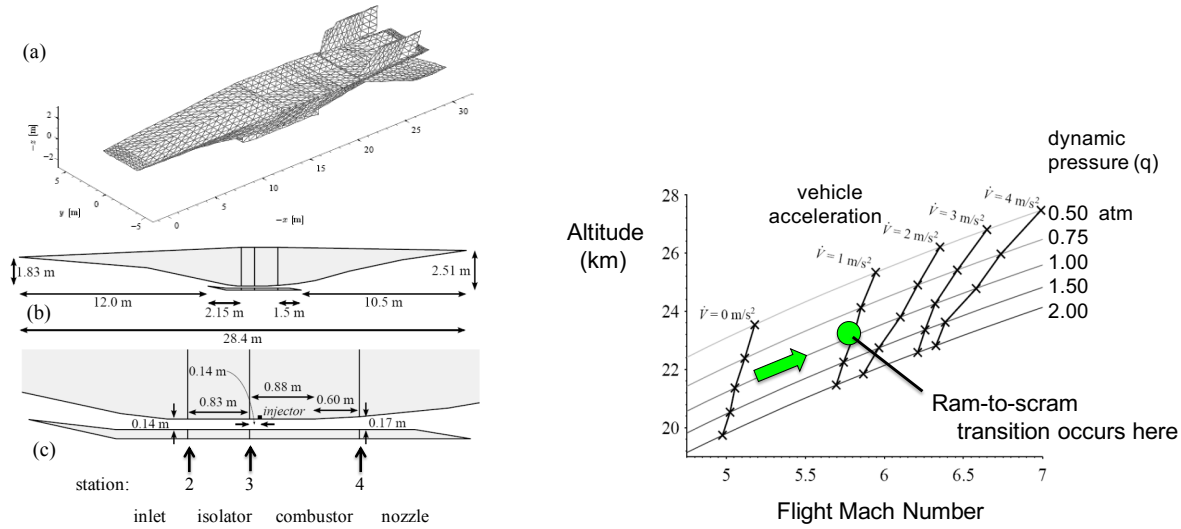 (a)
−z [m]
2
0
−2
5
0
−5
y [m]
0
5
10
15
20
25
30
−x [m]
1.83 m
2.51 m
(b)
12.0 m
2.15 m
1.5 m
10.5 m
28.4 m
0.14 m
0.88 m
0.83 m
injector
0.60 m
0.14 m
0.17 m
(c)
station:
2
3
4
inlet
isolator
combustor
nozzle
dynamic
pressure (q)
vehicle
acceleration
Altitude
(km)
28
26
24
22
20
V̇ = 0 m/s²
V̇ = 1 m/s²
V̇ = 2 m/s²
V̇ = 3 m/s²
V̇ = 4 m/s²
0.50 atm
0.75
1.00
1.50
2.00
Ram-to-scram
transition occurs here
5
5.5
6
6.5
7
Flight Mach Number